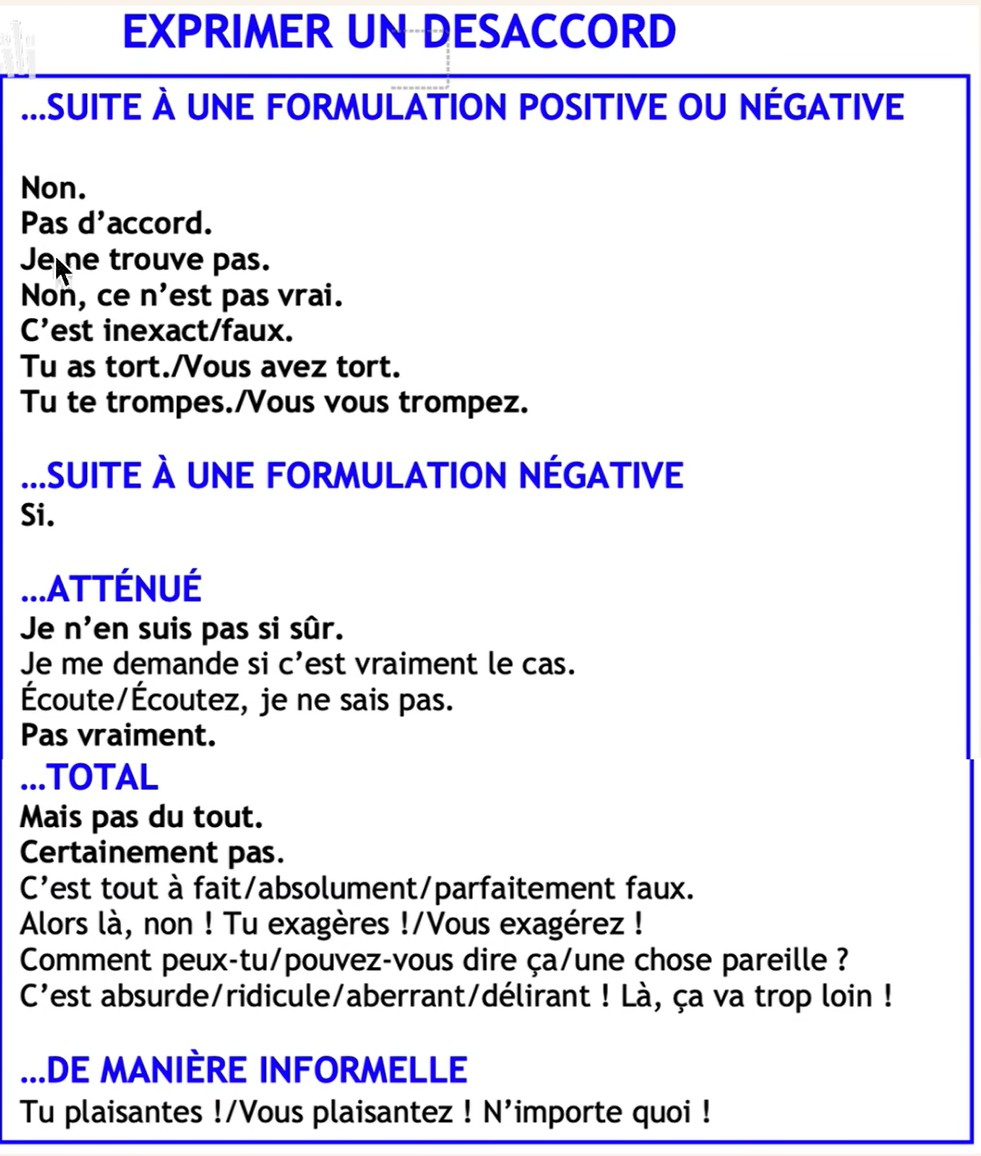 EXPRIMER UN DESACCORD
...SUITE À UNE FORMULATION POSITIVE OU NÉGATIVE
Non.
Pas d’accord.
Je ne trouve pas.
Non, ce n’est pas vrai.
C’est inexact/faux.
Tu as tort./Vous avez tort.
Tu te trompes./Vous vous trompez.
...SUITE À UNE FORMULATION NÉGATIVE
Si.
...ATTÉNUÉ
Je n’en suis pas si sûr.
Je me demande si c’est vraiment le cas.
Écoute/Écoutez, je ne sais pas.
Pas vraiment.
...TOTAL
Mais pas du tout.
Certainement pas.
C’est tout à fait/absolument/parfaitement faux.
Alors là, non ! Tu exagères !/Vous exagérez !
Comment peux-tu/pouvez-vous dire ça/une chose pareille ?
C’est absurde/ridicule/aberrant/délirant ! Là, ça va trop loin !
...DE MANIÈRE INFORMELLE
Tu plaisantes !/Vous plaisantez ! N’importe quoi !